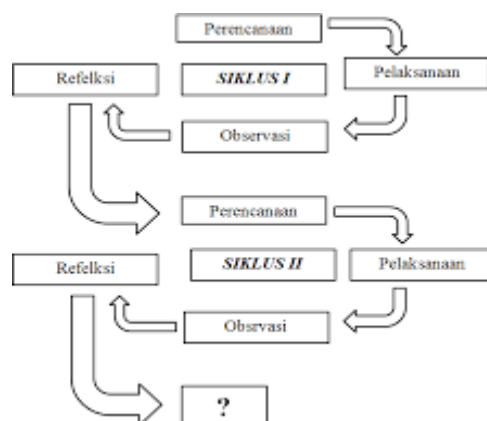 Perencanaan
Refelksi
SIKLUS I
Pelaksanaan
Observasi
Perencanaan
Refelksi
SIKLUS II
Pelaksanaan
Obsrvasi
?